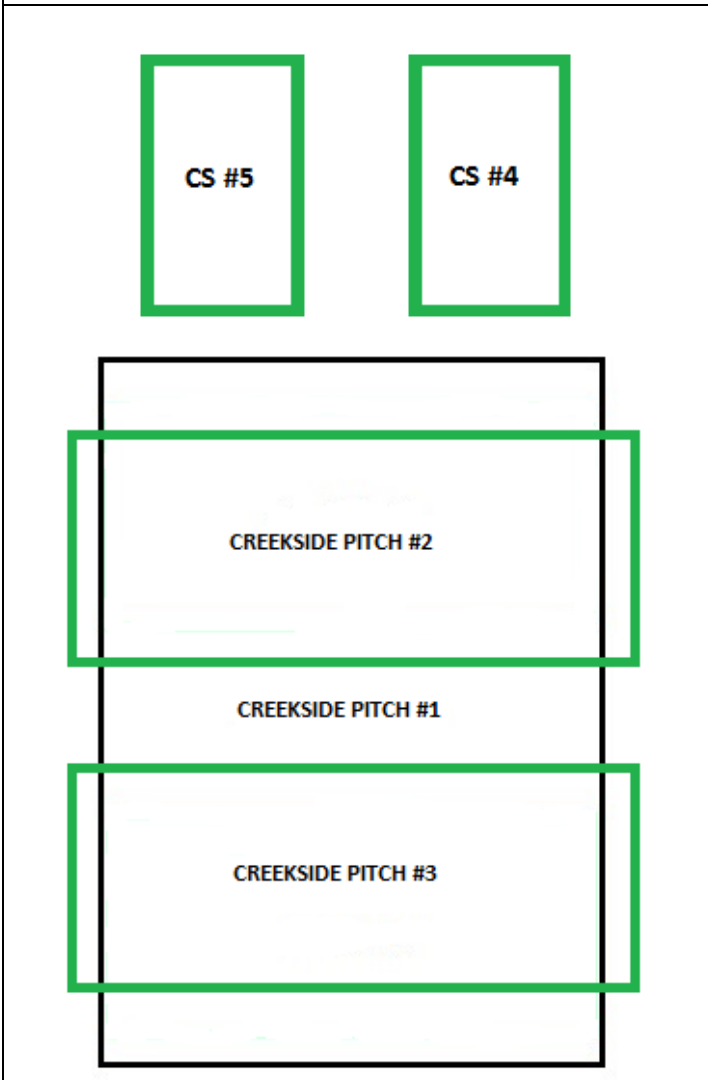 CS #5
CS #4
CREEKSIDE PITCH #2
CREEKSIDE PITCH #1
CREEKSIDE PITCH #3